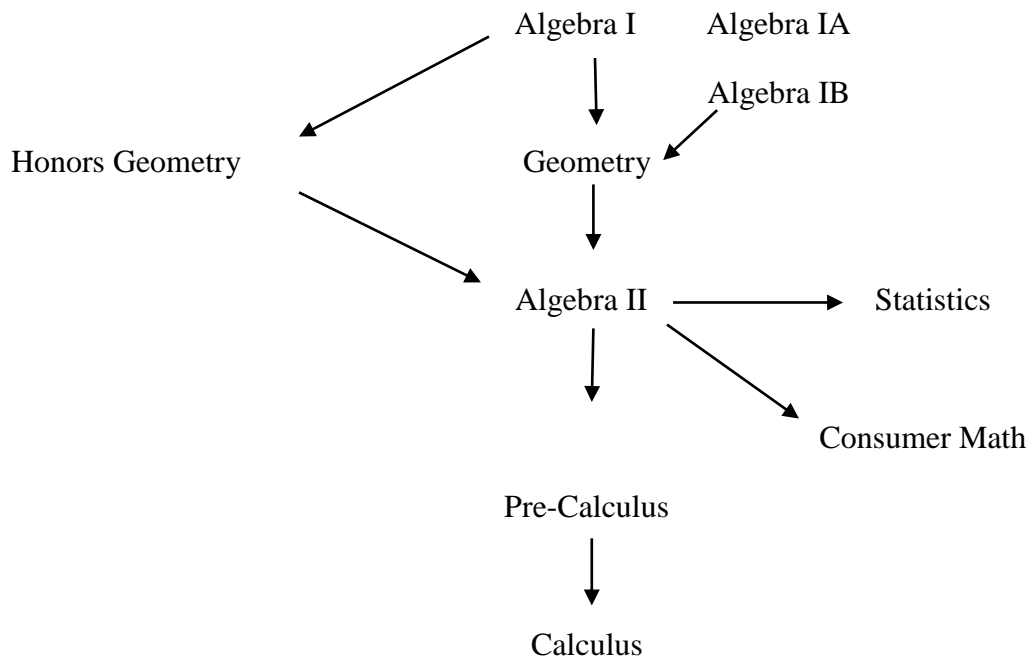 Algebra I Algebra IA
Algebra IB
Honors Geometry Geometry
Algebra II Statistics
Consumer Math
Pre-Calculus
Calculus